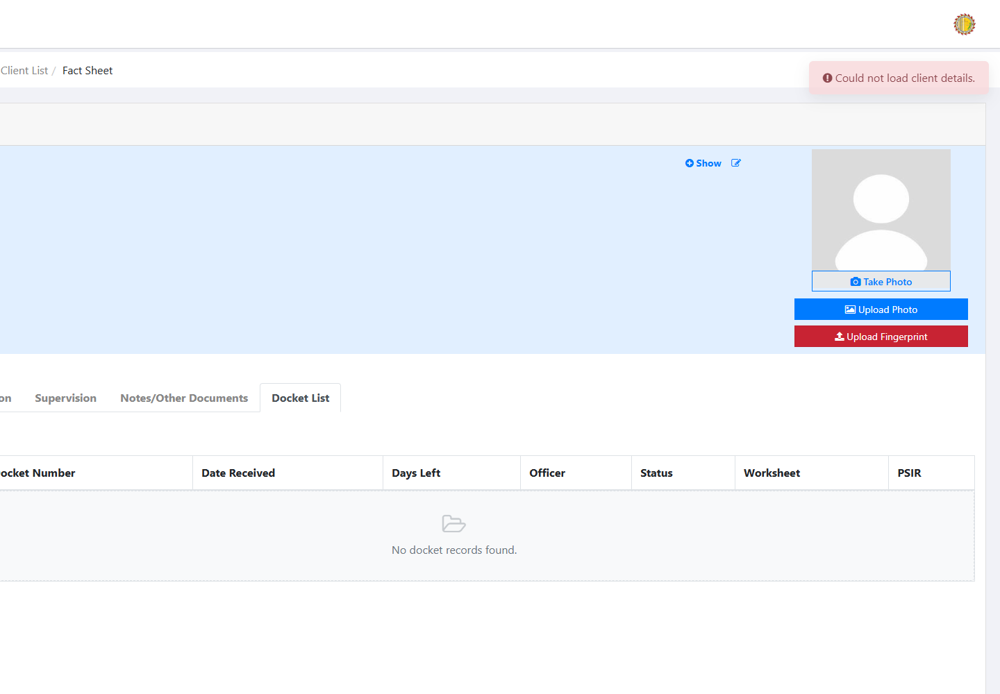 Client List / Fact Sheet
Could not load client details.
Show
Take Photo
Upload Photo
Upload Fingerprint
on Supervision Notes/Other Documents Docket List
ocket Number Date Received Days Left Officer Status Worksheet PSIR
No docket records found.